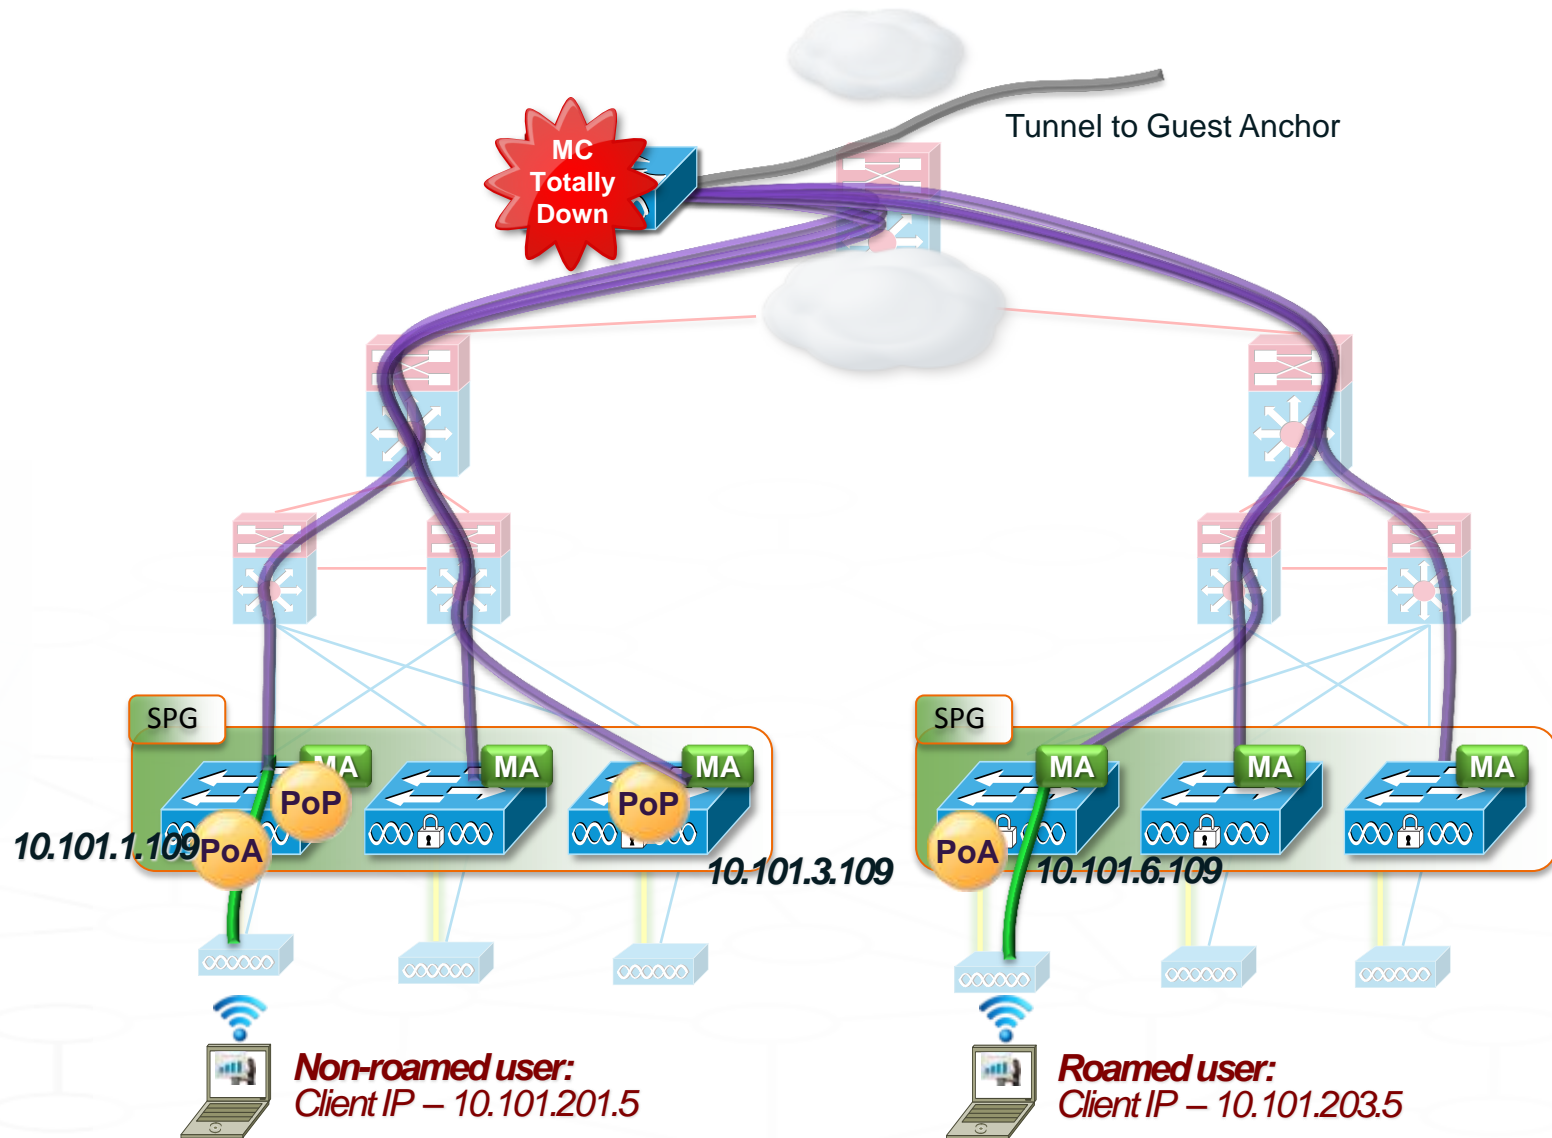 Tunnel to Guest Anchor
MC
Totally
Down
SPG
SPG
MA
MA
MA
MA
MA
MA
PoP
PoP
10.101.1.109
PoA
PoA
10.101.3.109
10.101.6.109
Non-roamed user:
Client IP – 10.101.201.5
Roamed user:
Client IP – 10.101.203.5